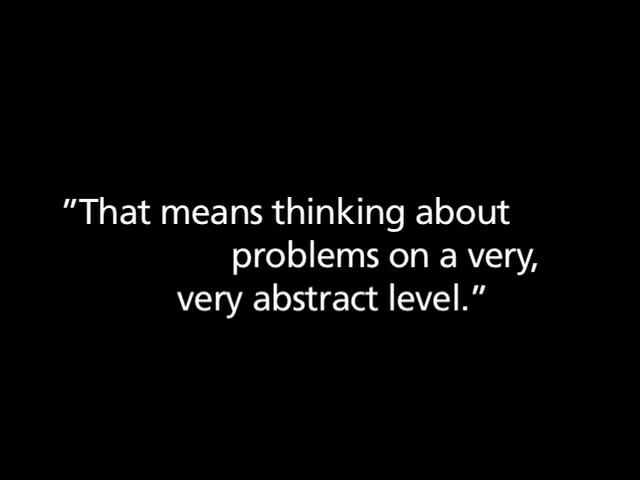 ”That means thinking about
problems on a very,
very abstract level.”